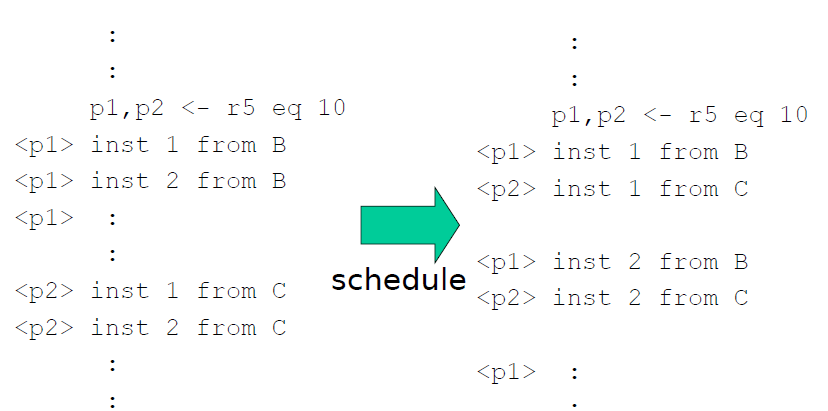 :
:
p1,p2 <- r5 eq 10
<p1> inst 1 from B
<p1> inst 2 from B
<p1> :
:
<p2> inst 1 from C
<p2> inst 2 from C
:
:
schedule
:
:
p1,p2 <- r5 eq 10
<p1> inst 1 from B
<p2> inst 1 from C
<p1> inst 2 from B
<p2> inst 2 from C
<p1> :
.